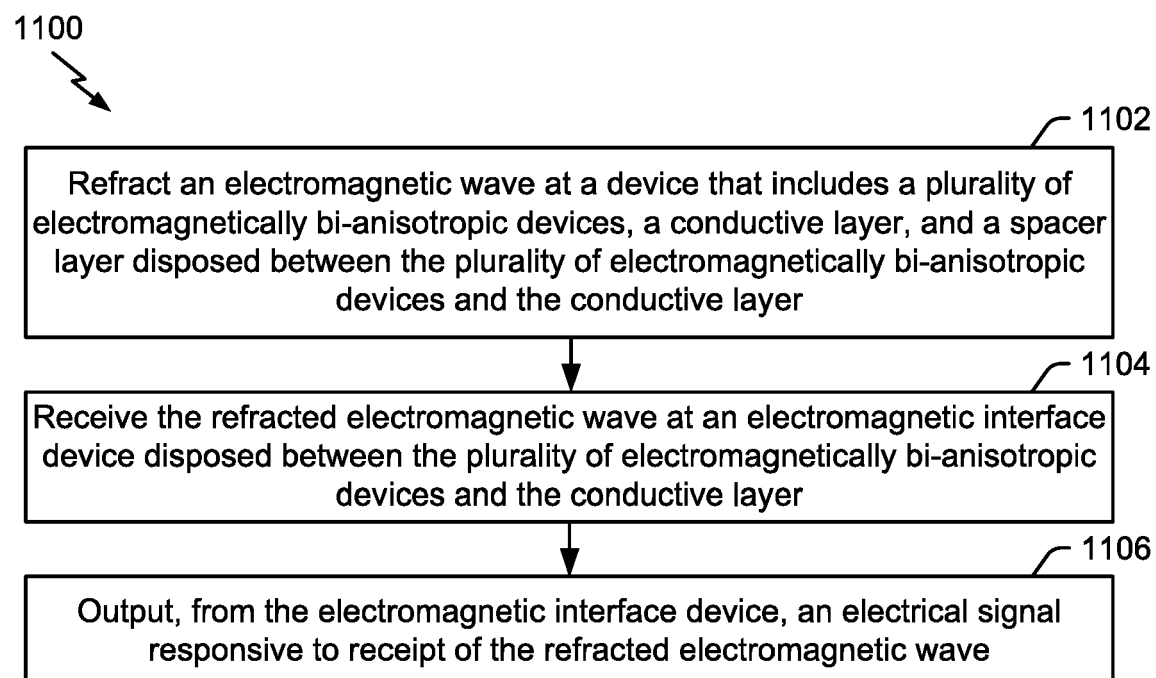 1100
1102
Refract an electromagnetic wave at a device that includes a plurality of
electromagnetically bi-anisotropic devices, a conductive layer, and a spacer
layer disposed between the plurality of electromagnetically bi-anisotropic
devices and the conductive layer
1104
Receive the refracted electromagnetic wave at an electromagnetic interface
device disposed between the plurality of electromagnetically bi-anisotropic
devices and the conductive layer
1106
Output, from the electromagnetic interface device, an electrical signal
responsive to receipt of the refracted electromagnetic wave